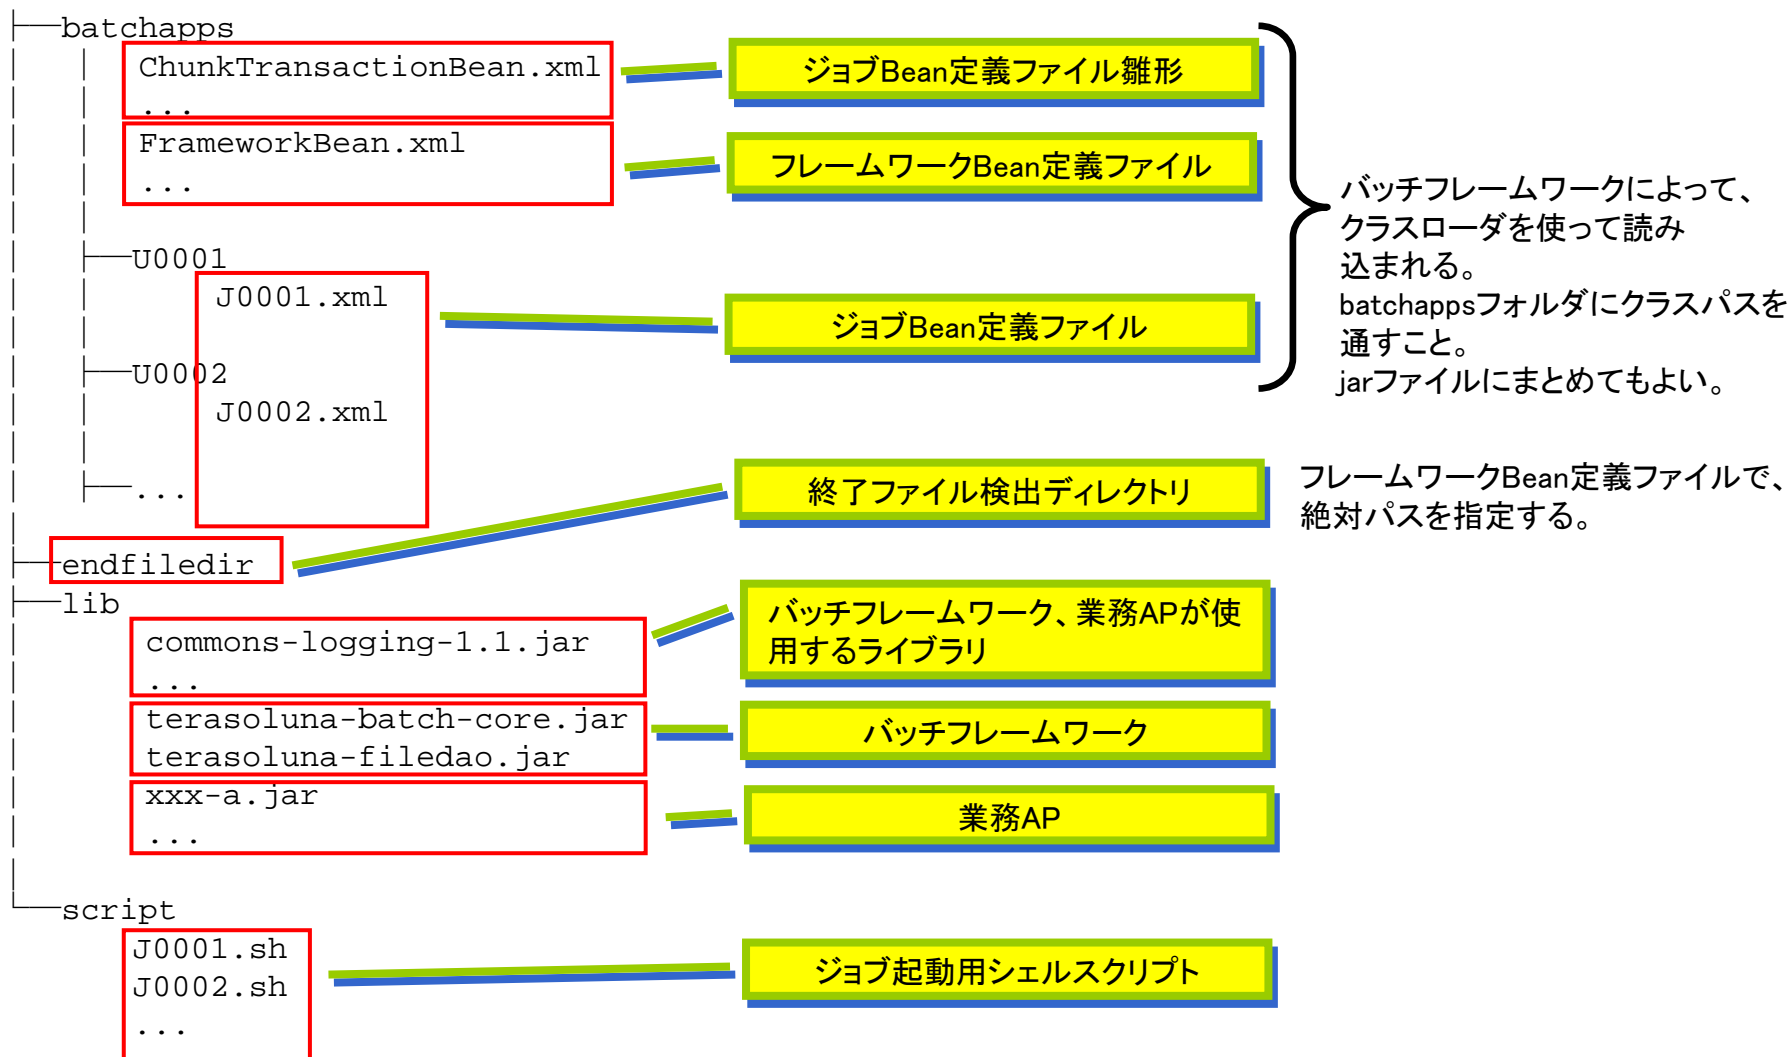 batchapps
ChunkTransactionBean.xml
...
ジョブBean定義ファイル雛形
FrameworkBean.xml
...
フレームワークBean定義ファイル
バッチフレームワークによって、
クラスローダを使って読み
込まれる。
batchappsフォルダにクラスパスを
通すこと。
jarファイルにまとめてもよい。
U0001
J0001.xml
ジョブBean定義ファイル
U0002
J0002.xml
...
終了ファイル検出ディレクトリ
フレームワークBean定義ファイルで、
絶対パスを指定する。
endfiledir
lib
commons-logging-1.1.jar
...
バッチフレームワーク、業務APが使
用するライブラリ
terasoluna-batch-core.jar
terasoluna-filedao.jar
バッチフレームワーク
xxx-a.jar
...
業務AP
script
J0001.sh
J0002.sh
...
ジョブ起動用シェルスクリプト